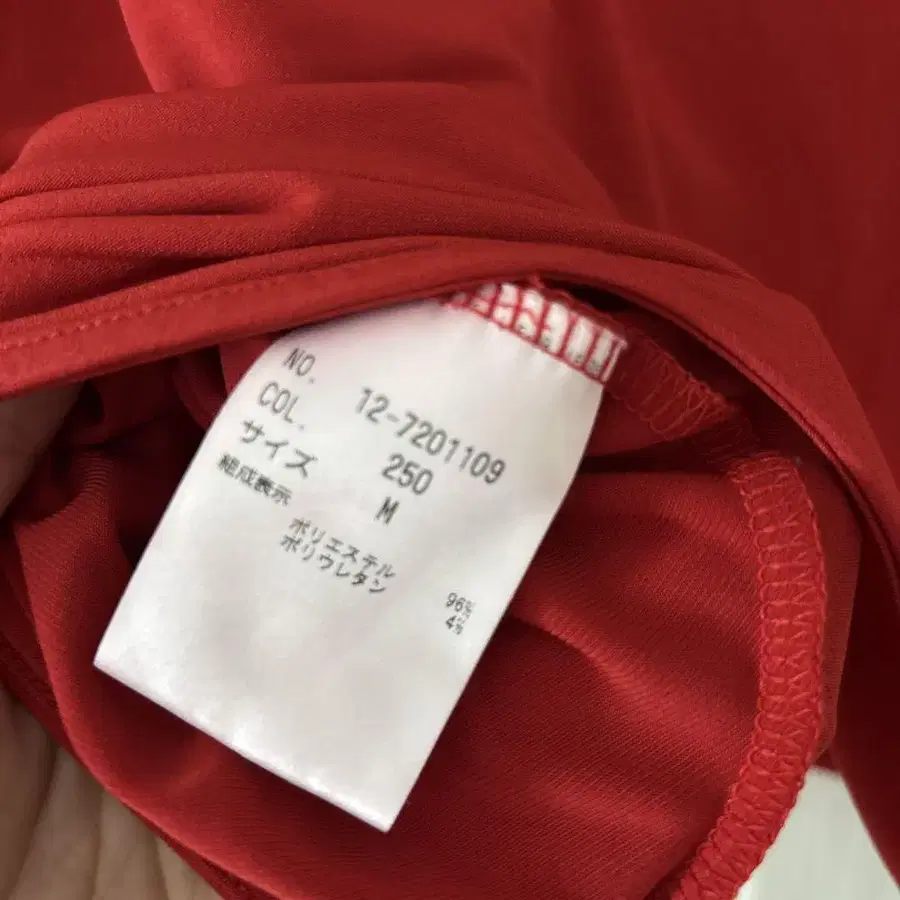 NO. 12-7201109
COL. 250
サイズ M
組成表示
ポリエステル 96%
ポリウレタン 4%